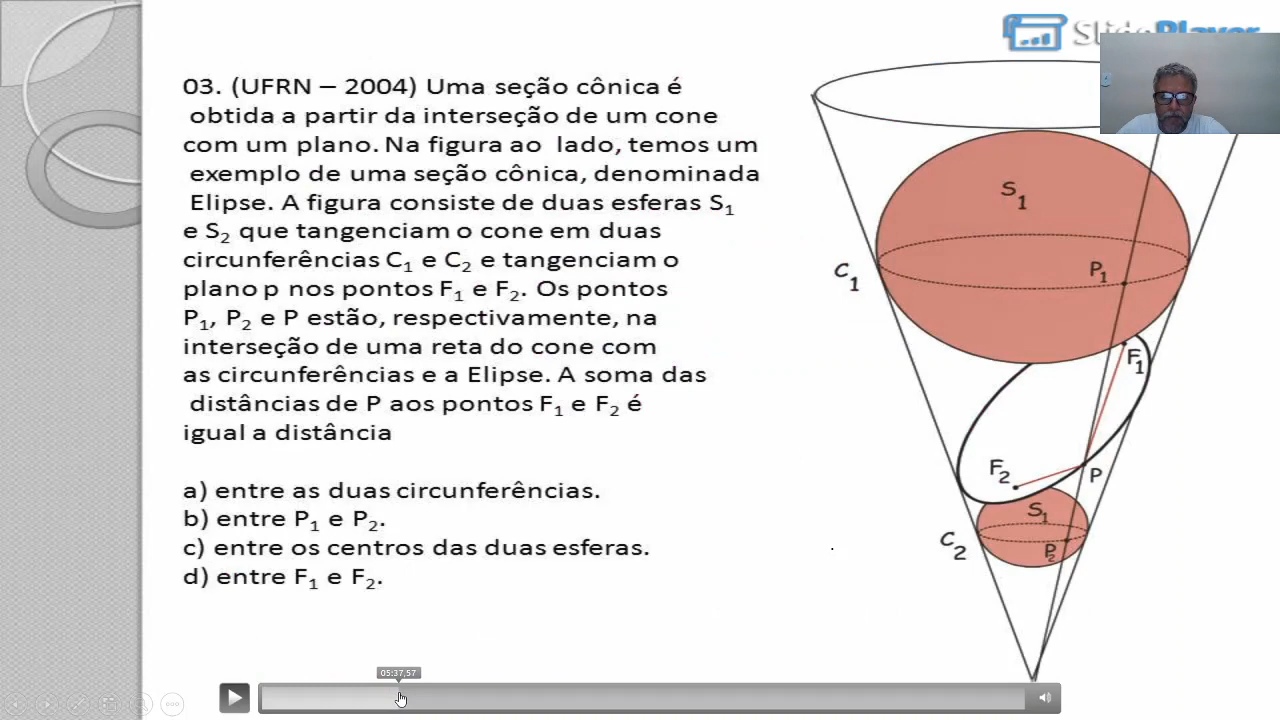 SlidePlayer
03. (UFRN – 2004) Uma seção cônica é
obtida a partir da interseção de um cone
com um plano. Na figura ao lado, temos um
exemplo de uma seção cônica, denominada
Elipse. A figura consiste de duas esferas S₁
e S₂ que tangenciam o cone em duas
circunferências C₁ e C₂ e tangenciam o
plano p nos pontos F₁ e F₂. Os pontos
P₁, P₂ e P estão, respectivamente, na
interseção de uma reta do cone com
as circunferências e a Elipse. A soma das
distâncias de P aos pontos F₁ e F₂ é
igual a distância
a) entre as duas circunferências.
b) entre P₁ e P₂.
c) entre os centros das duas esferas.
d) entre F₁ e F₂.
S₁
C₁
P₁
F₁
F₂
P
S₁
C₂
P₂
05:37,57